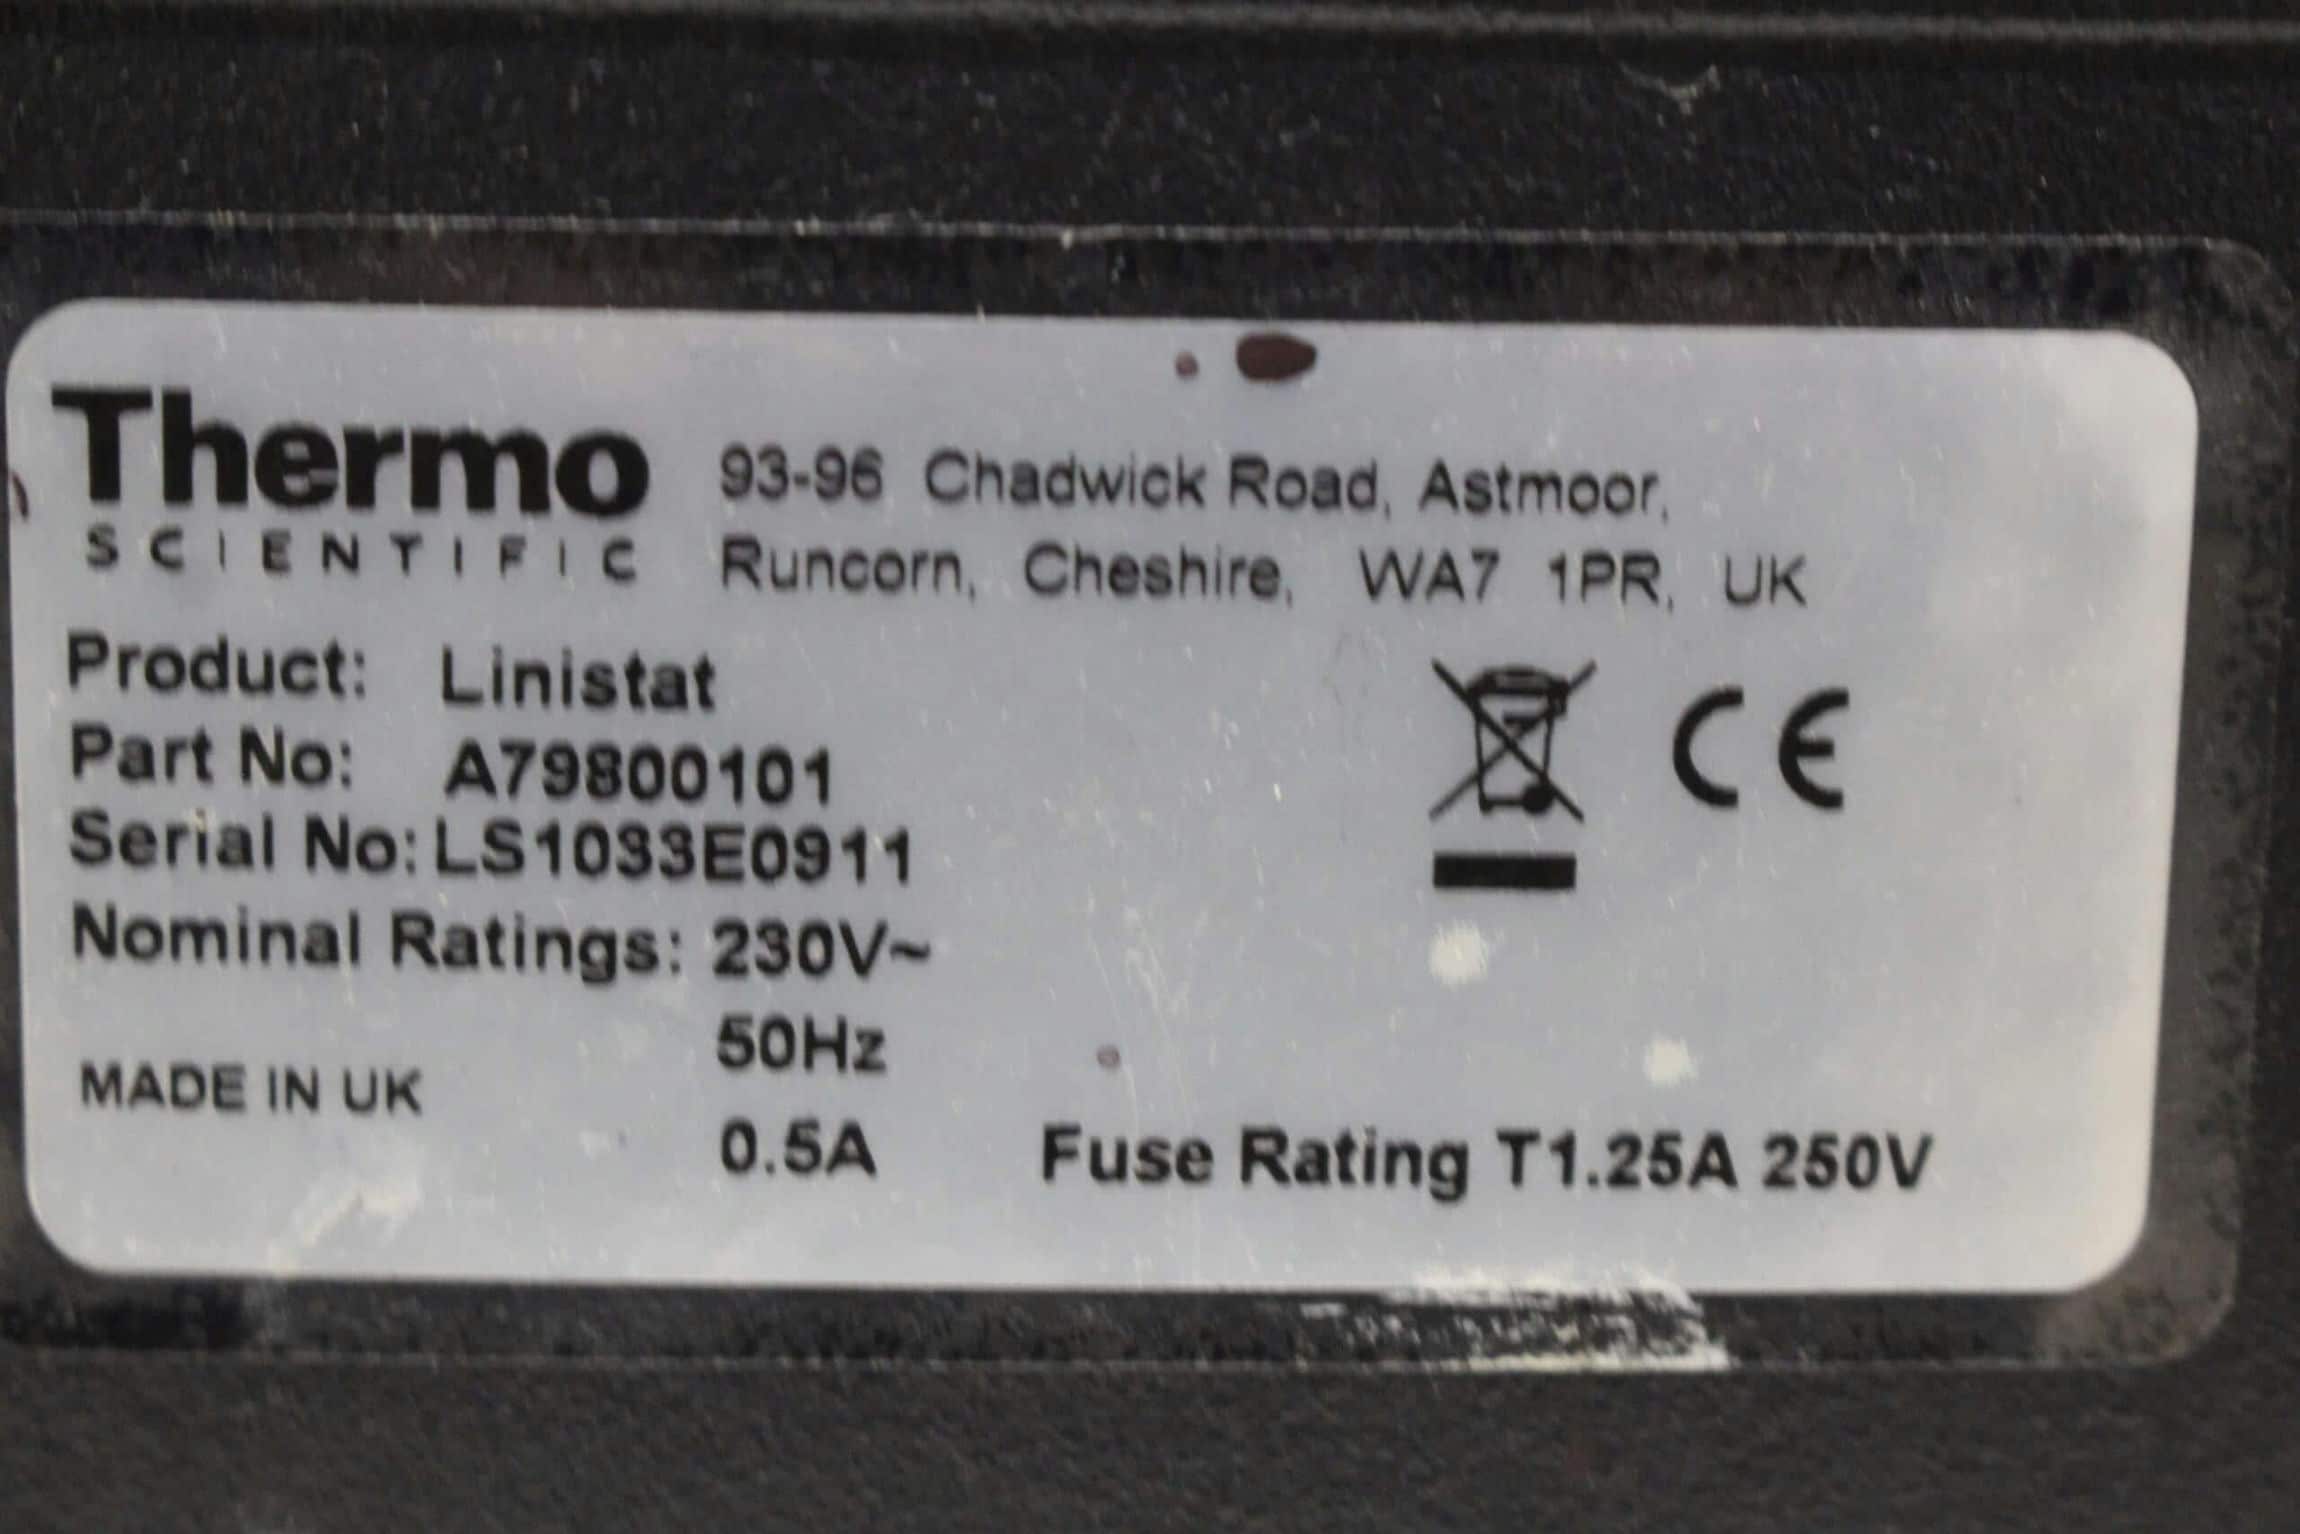 Thermo
SCIENTIFIC
93-96 Chadwick Road, Astmoor,
Runcorn, Cheshire, WA7 1PR, UK
Product: Linistat
Part No: A79800101
Serial No: LS1033E0911
Nominal Ratings: 230V~
50Hz
MADE IN UK
0.5A
Fuse Rating T1.25A 250V
CE